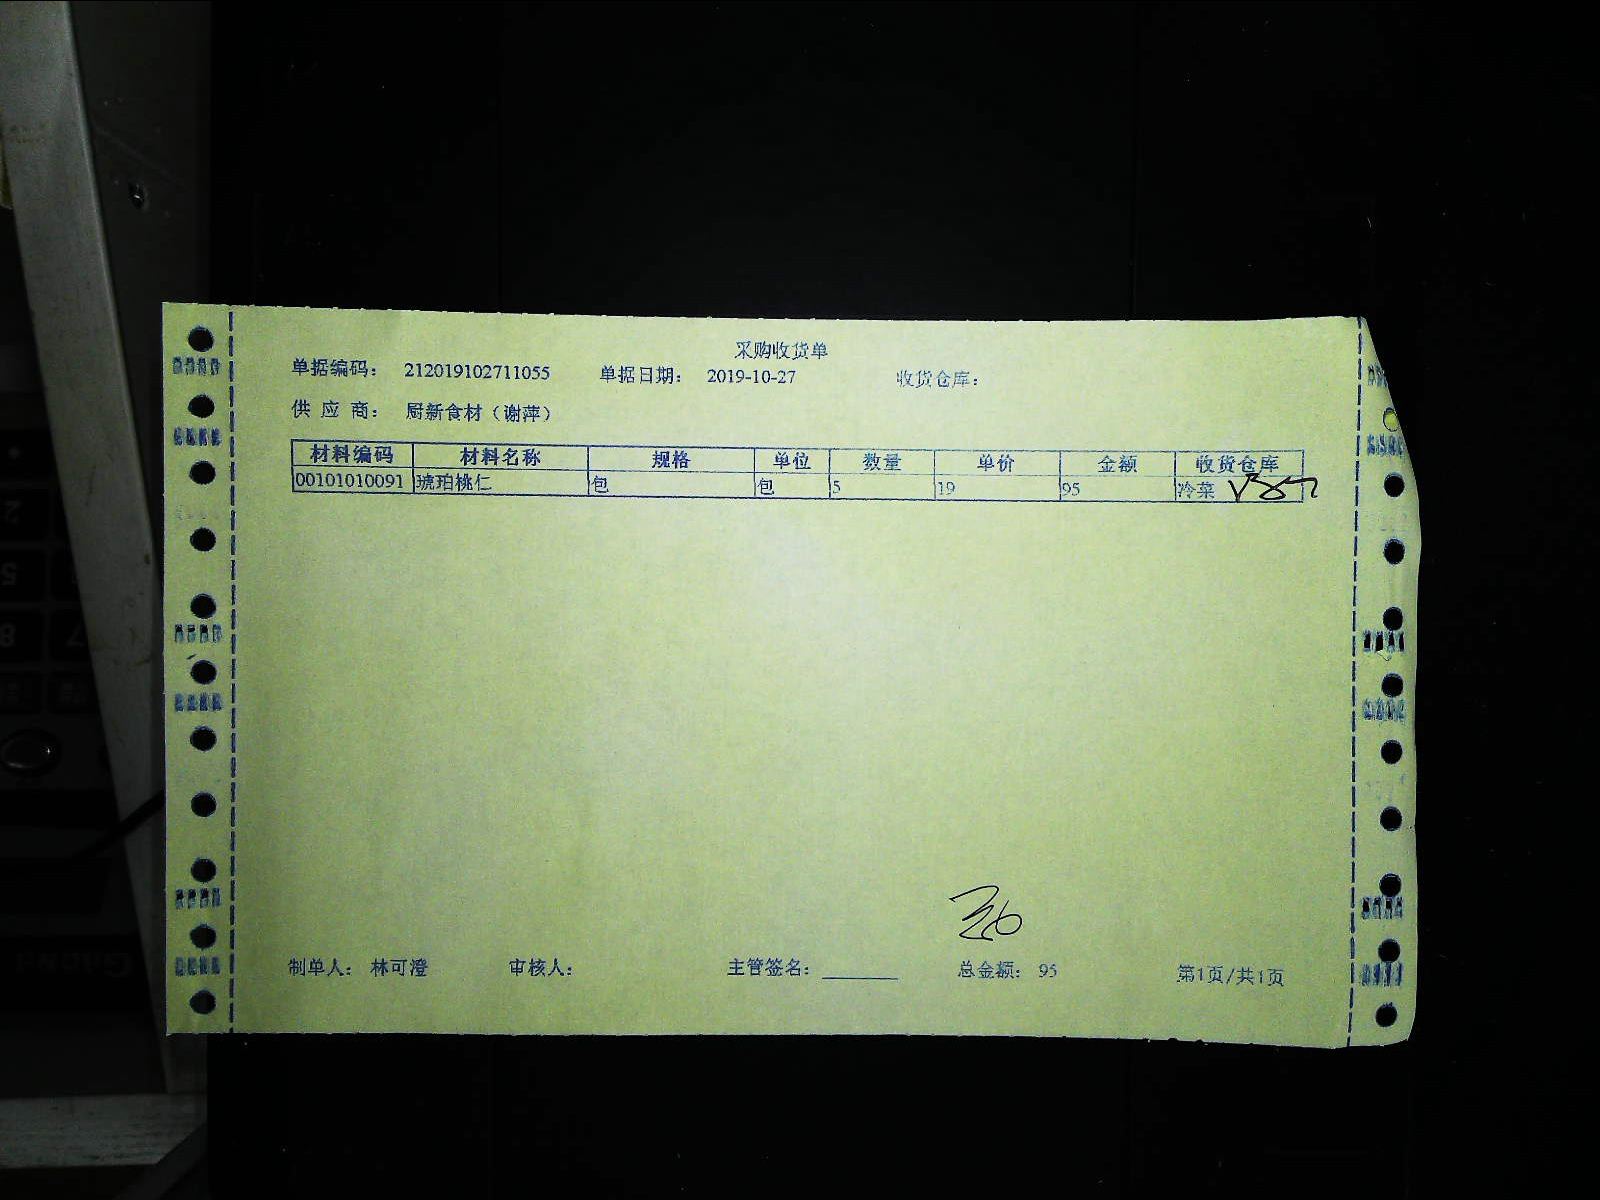 采购收货单
单据编码： 212019102711055 单据日期： 2019-10-27 收货仓库：
供 应 商： 厨新食材（谢萍）
材料编码 材料名称 规格 单位 数量 单价 金额 收货仓库
00101010091 琥珀桃仁 包 包 5 19 95 冷菜
制单人： 林可澄 审核人： 主管签名： ______ 总金额： 95 第1页/共1页